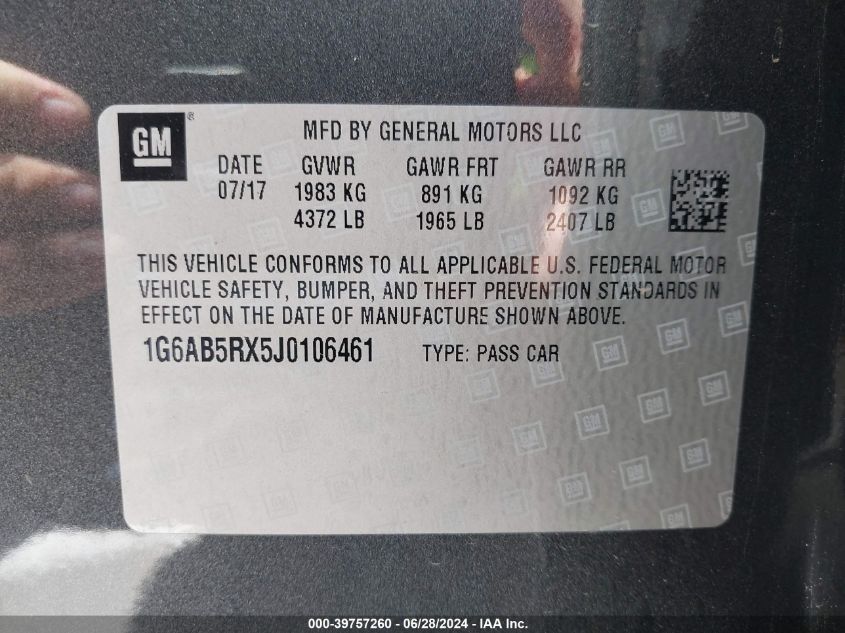 GM ®
MFD BY GENERAL MOTORS LLC
DATE GVWR GAWR FRT GAWR RR
07/17 1983 KG 891 KG 1092 KG
4372 LB 1965 LB 2407 LB
THIS VEHICLE CONFORMS TO ALL APPLICABLE U.S. FEDERAL MOTOR
VEHICLE SAFETY, BUMPER, AND THEFT PREVENTION STANDARDS IN
EFFECT ON THE DATE OF MANUFACTURE SHOWN ABOVE.
1G6AB5RX5J0106461 TYPE: PASS CAR
000-39757260 - 06/28/2024 - IAA Inc.